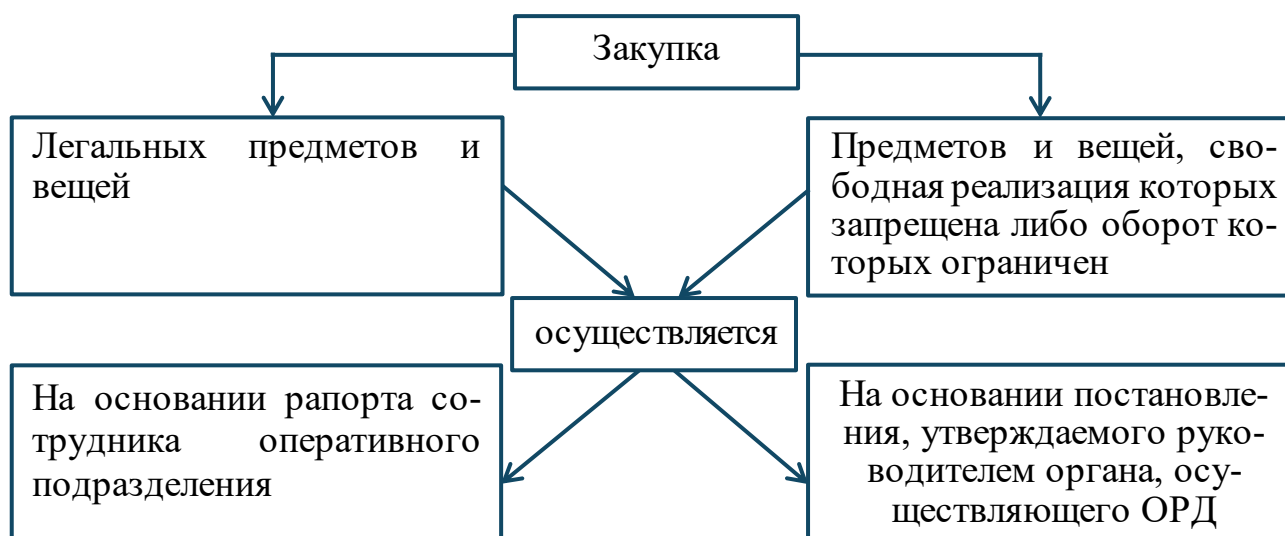 Закупка
Легальных предметов и
вещей
Предметов и вещей, сво-
бодная реализация которых
запрещена либо оборот ко-
торых ограничен
осуществляется
На основании рапорта со-
трудника оперативного
подразделения
На основании постановле-
ния, утверждаемого руко-
водителем органа, осу-
ществляющего ОРД